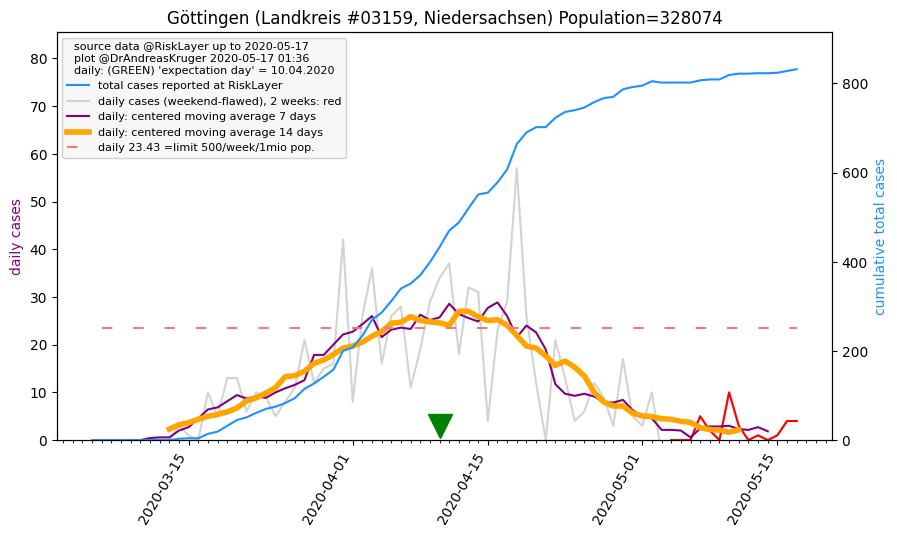 Göttingen (Landkreis #03159, Niedersachsen) Population=328074
source data @RiskLayer up to 2020-05-17
plot @DrAndreasKruger 2020-05-17 01:36
daily: (GREEN) 'expectation day' = 10.04.2020
total cases reported at RiskLayer
daily cases (weekend-flawed), 2 weeks: red
daily: centered moving average 7 days
daily: centered moving average 14 days
daily 23.43 =limit 500/week/1mio pop.
daily cases
80
70
60
50
40
30
20
10
0
cumulative total cases
800
600
400
200
0
2020-03-15
2020-04-01
2020-04-15
2020-05-01
2020-05-15